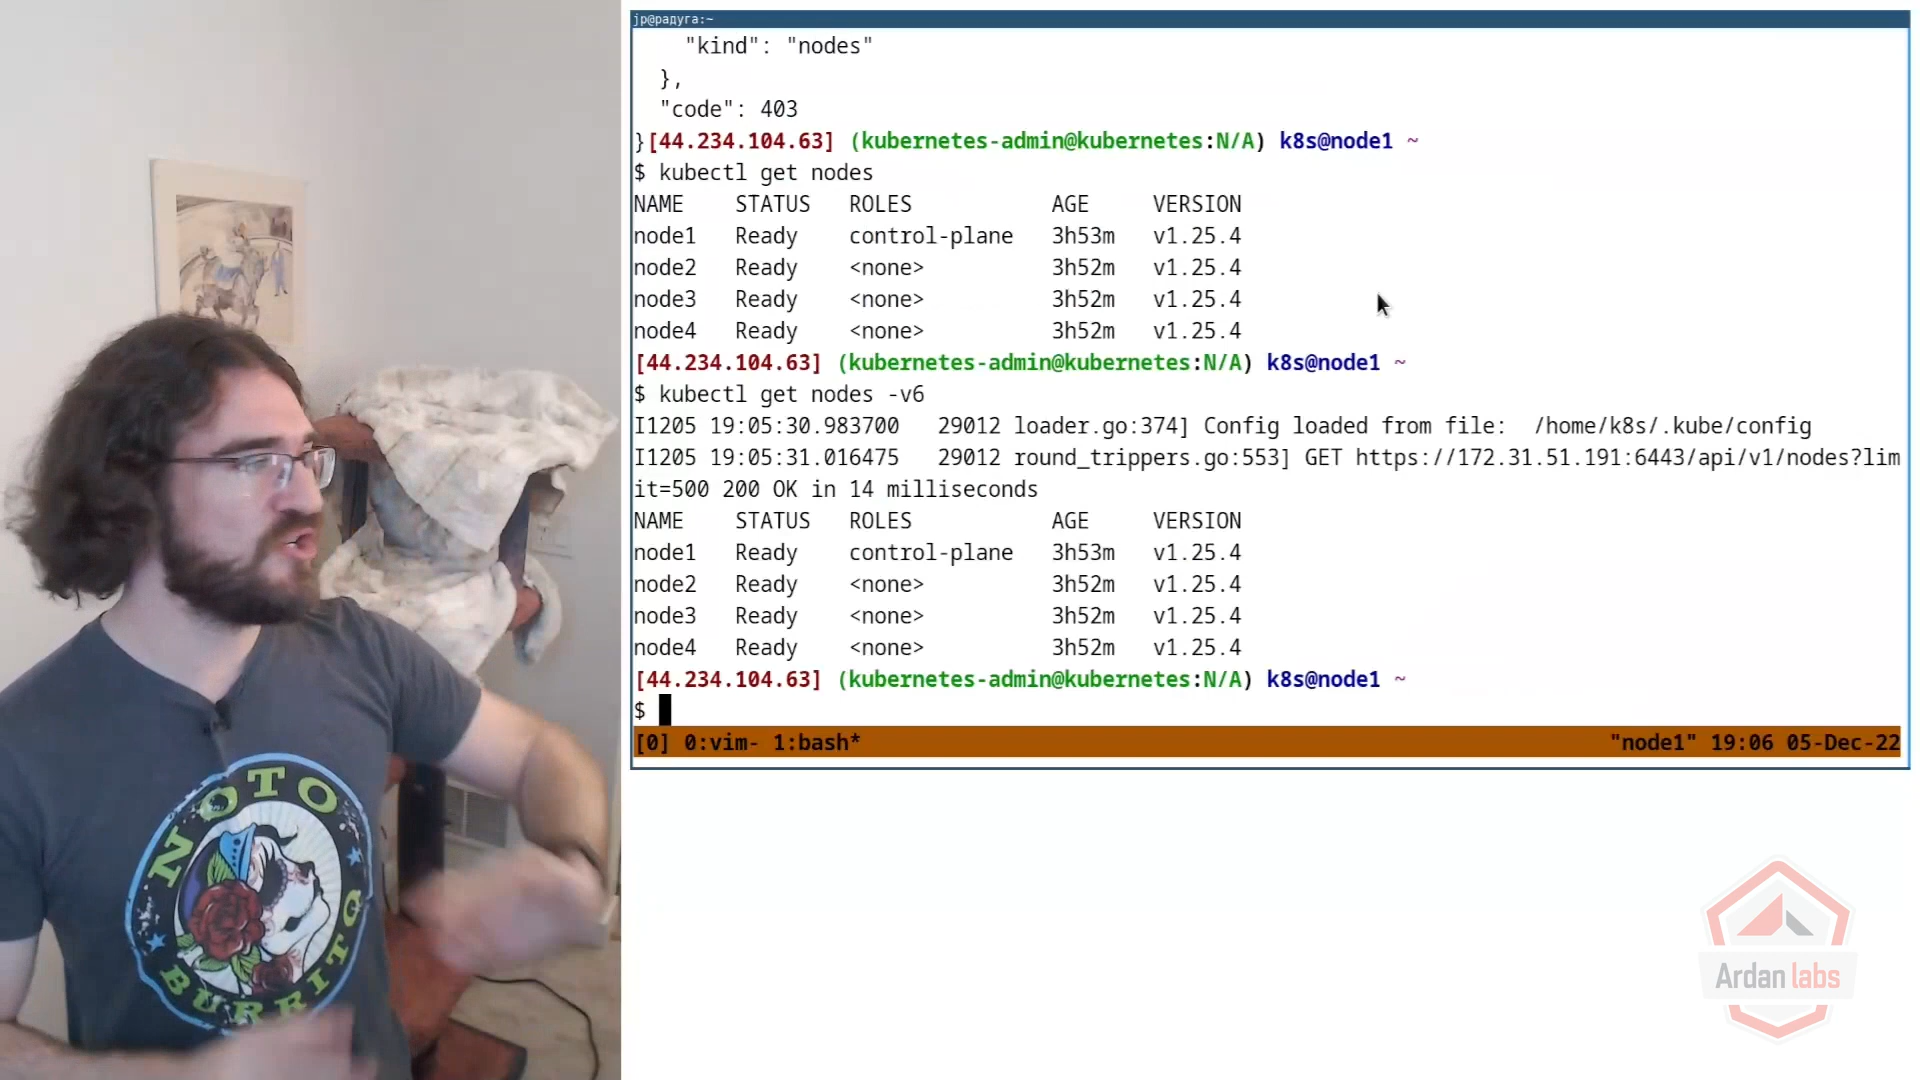 jp@радуга:~
"kind": "nodes"
},
"code": 403
}[44.234.104.63] (kubernetes-admin@kubernetes:N/A) k8s@node1 ~
$ kubectl get nodes
NAME STATUS ROLES AGE VERSION
node1 Ready control-plane 3h53m v1.25.4
node2 Ready <none> 3h52m v1.25.4
node3 Ready <none> 3h52m v1.25.4
node4 Ready <none> 3h52m v1.25.4
[44.234.104.63] (kubernetes-admin@kubernetes:N/A) k8s@node1 ~
$ kubectl get nodes -v6
I1205 19:05:30.983700 29012 loader.go:374] Config loaded from file: /home/k8s/.kube/config
I1205 19:05:31.016475 29012 round_trippers.go:553] GET https://172.31.51.191:6443/api/v1/nodes?lim
it=500 200 OK in 14 milliseconds
NAME STATUS ROLES AGE VERSION
node1 Ready control-plane 3h53m v1.25.4
node2 Ready <none> 3h52m v1.25.4
node3 Ready <none> 3h52m v1.25.4
node4 Ready <none> 3h52m v1.25.4
[44.234.104.63] (kubernetes-admin@kubernetes:N/A) k8s@node1 ~
$
[0] 0:vim- 1:bash* "node1" 19:06 05-Dec-22
NOTO
BURRITO
Ardan labs